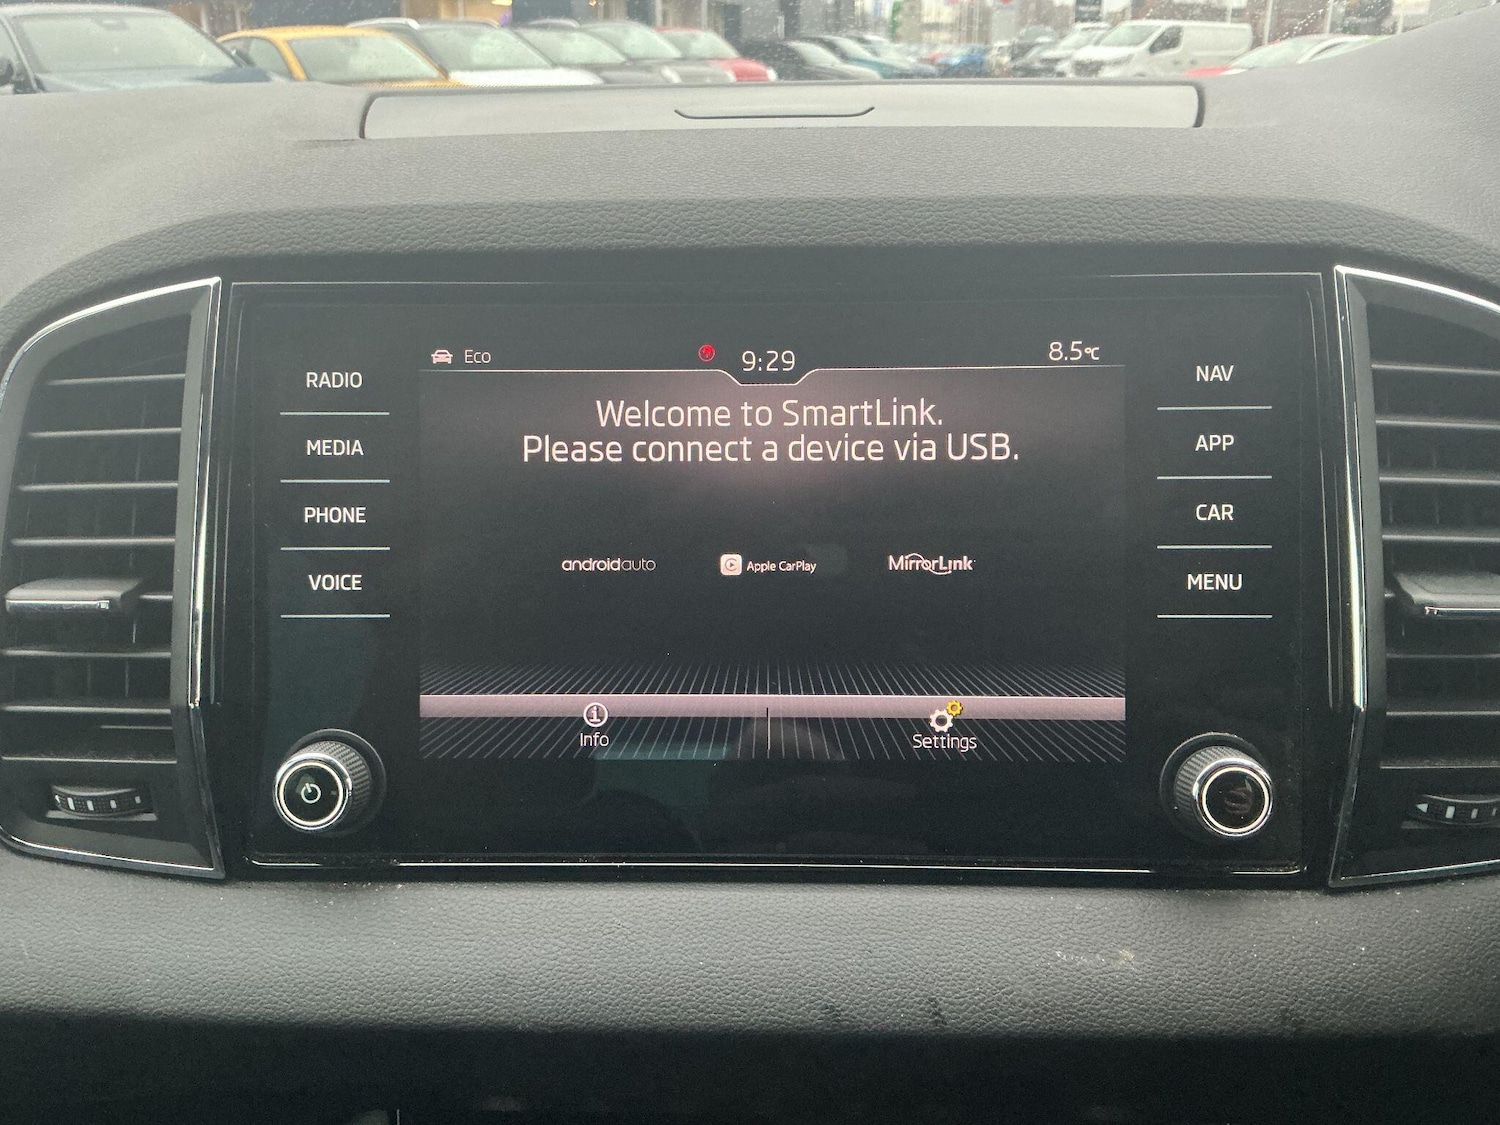 Eco
9:29
8.5°C
RADIO
MEDIA
PHONE
VOICE
Welcome to SmartLink.
Please connect a device via USB.
androidauto
Apple CarPlay
MirrorLink
Info
Settings
NAV
APP
CAR
MENU